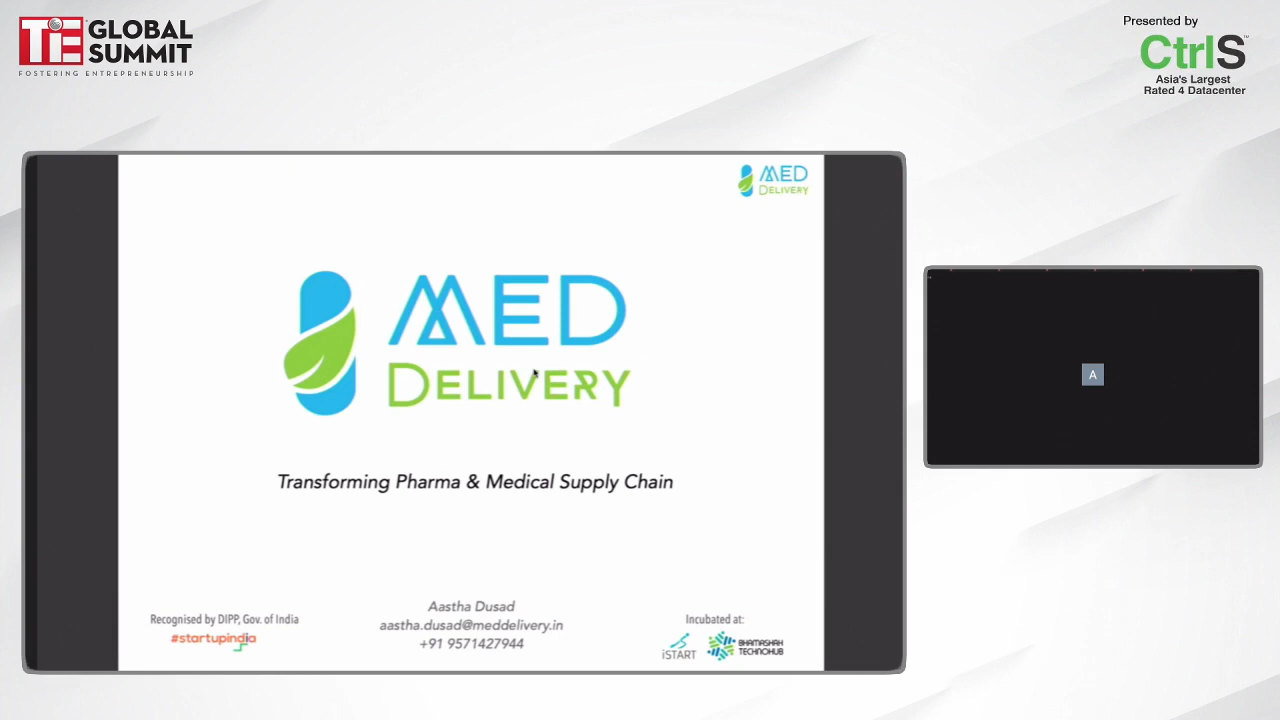 TiE GLOBAL
SUMMIT
FOSTERING ENTREPRENEURSHIP
Presented by
CtrlS™
Asia's Largest
Rated 4 Datacenter
MED
DELIVERY
MED
DELIVERY
Transforming Pharma & Medical Supply Chain
Recognised by DIPP, Gov. of India
#startupindia
Aastha Dusad
aastha.dusad@meddelivery.in
+91 9571427944
Incubated at:
iSTART
BHAMASHAH
TECHNOHUB
A